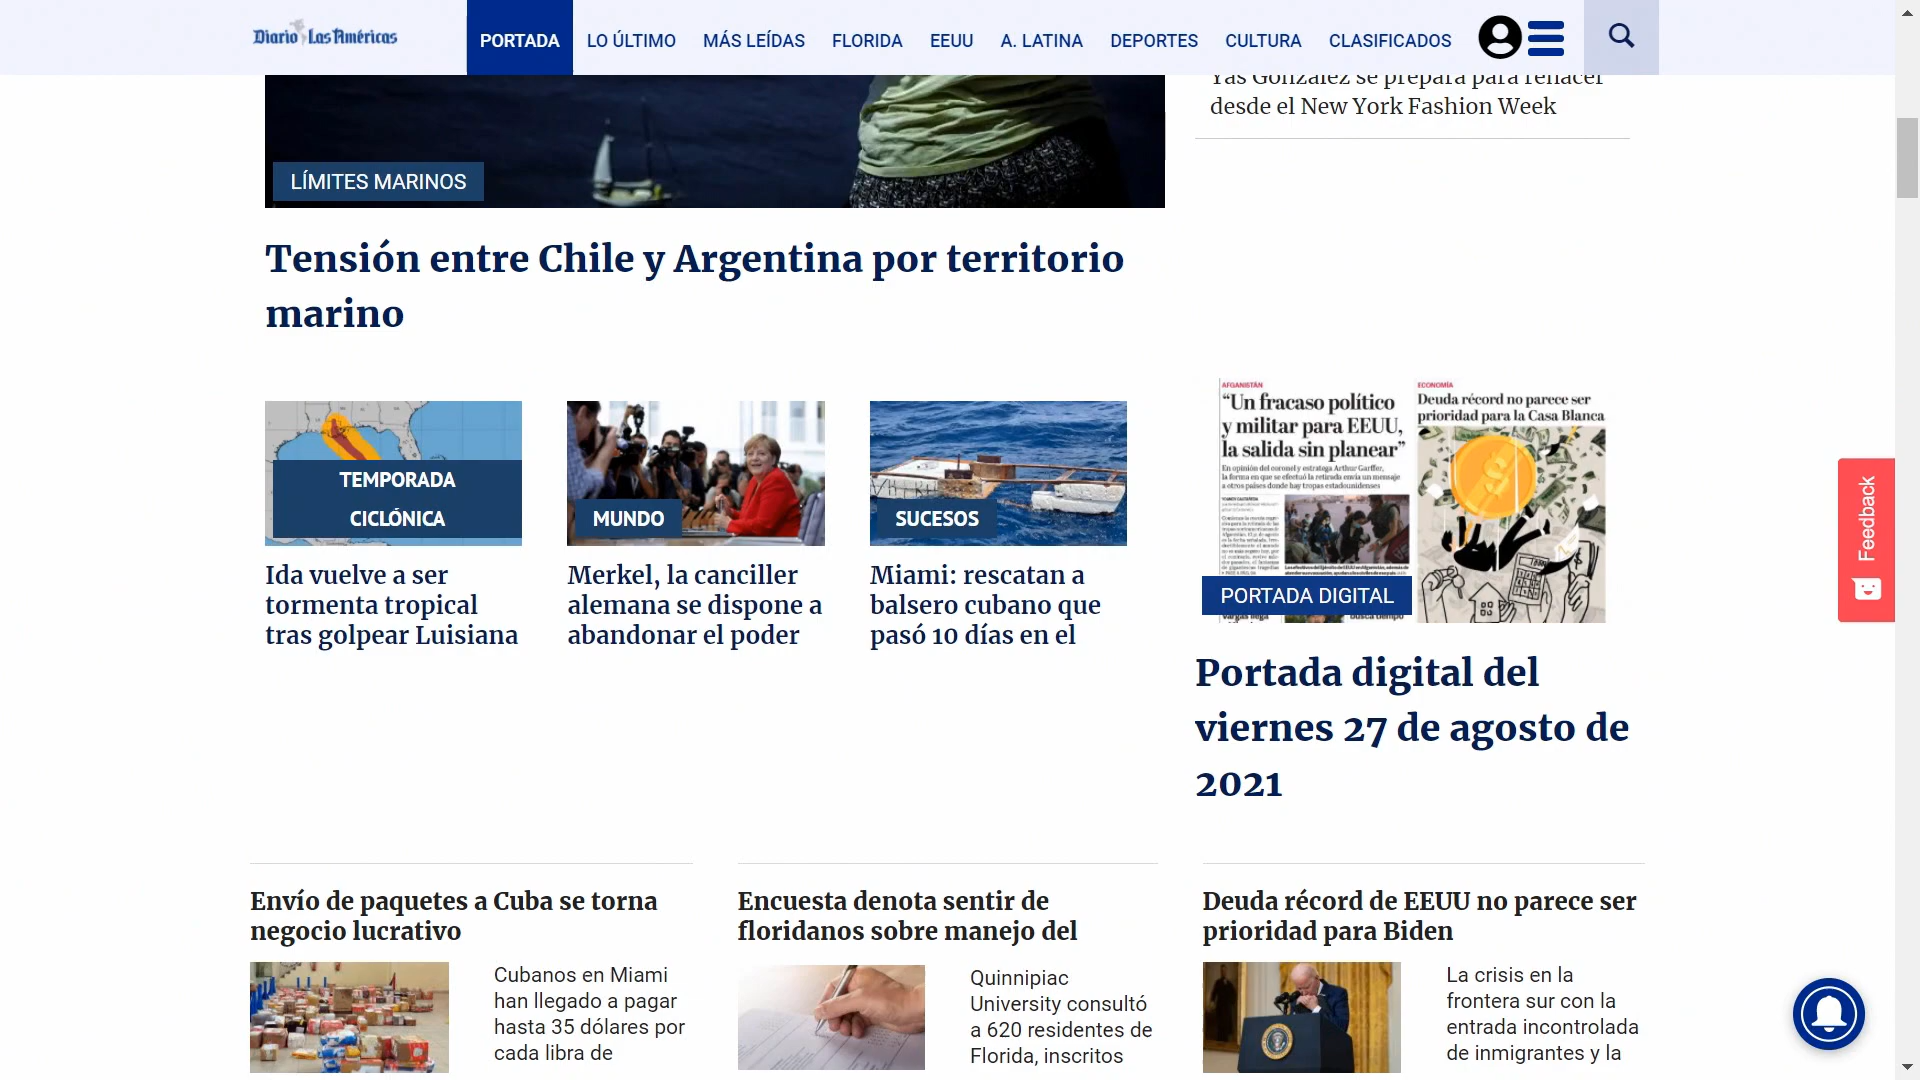 Diario Las Américas
PORTADA
LO ÚLTIMO
MÁS LEÍDAS
FLORIDA
EEUU
A. LATINA
DEPORTES
CULTURA
CLASIFICADOS
Yas González se prepara para renacer
desde el New York Fashion Week
LÍMITES MARINOS
Tensión entre Chile y Argentina por territorio
marino
TEMPORADA
CICLÓNICA
Ida vuelve a ser
tormenta tropical
tras golpear Luisiana
MUNDO
Merkel, la canciller
alemana se dispone a
abandonar el poder
SUCESOS
Miami: rescatan a
balsero cubano que
pasó 10 días en el
AFGANISTÁN
“Un fracaso político
y militar para EEUU,
la salida sin planear”
En opinión del coronel y estratega Arthur Garffer,
la forma en que se efectuó la retirada envía un mensaje
a otros países donde hay tropas estadounidenses
ECONOMÍA
Deuda récord no parece ser
prioridad para la Casa Blanca
PORTADA DIGITAL
Portada digital del
viernes 27 de agosto de
2021
Feedback
Envío de paquetes a Cuba se torna
negocio lucrativo
Cubanos en Miami
han llegado a pagar
hasta 35 dólares por
cada libra de
Encuesta denota sentir de
floridanos sobre manejo del
Quinnipiac
University consultó
a 620 residentes de
Florida, inscritos
Deuda récord de EEUU no parece ser
prioridad para Biden
La crisis en la
frontera sur con la
entrada incontrolada
de inmigrantes y la